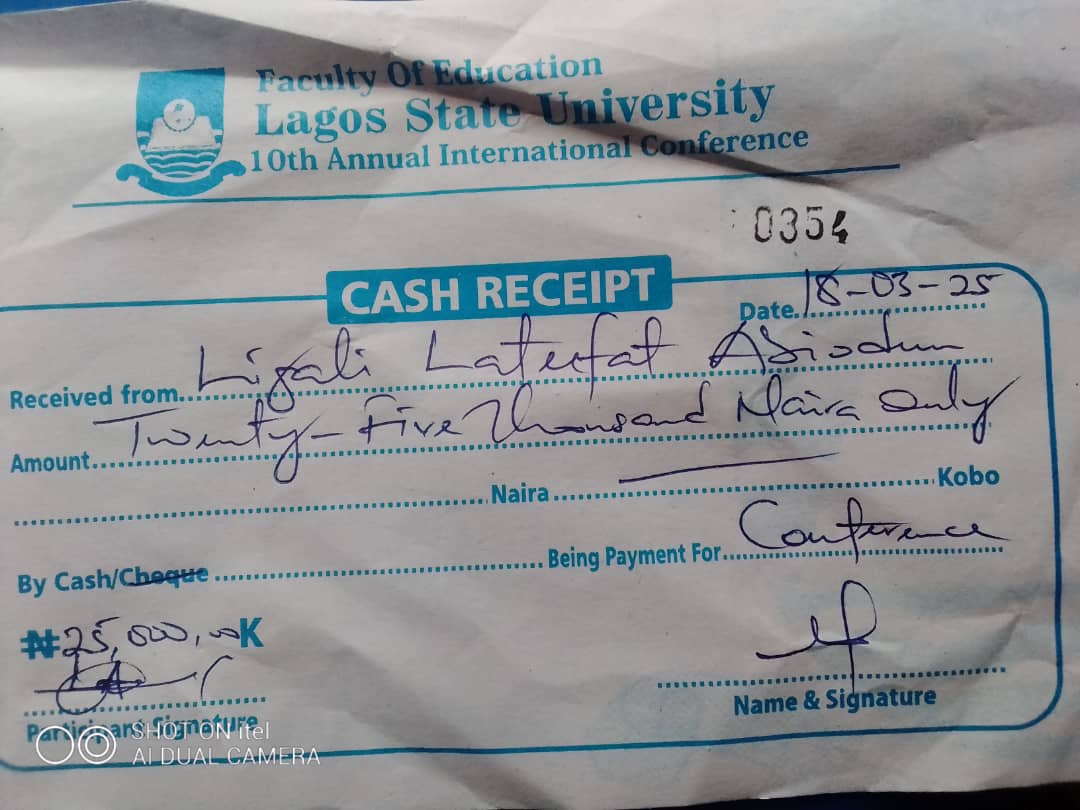 Faculty Of Education
Lagos State University
10th Annual International Conference
0354
CASH RECEIPT
Date. 18-03-25
Received from. Ligali Lateefat Abiodun
Amount. Twenty-Five Thousand Naira Only
Naira Kobo
By Cash/Cheque Being Payment For. Conference
₦25,000,00K
Participant Signature
Name & Signature
SHOT ON itel
AI DUAL CAMERA